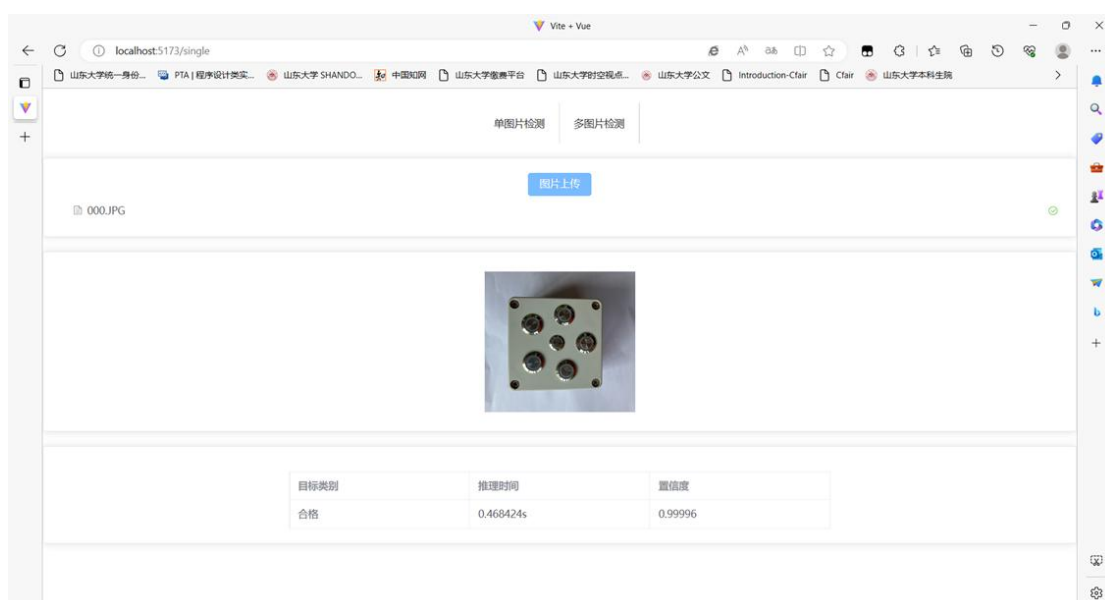 Vite + Vue
localhost:5173/single
山东大学统一身份... PTA | 程序设计类实... 山东大学 SHANDO... 中国知网 山东大学缴费平台 山东大学时空视点... 山东大学公文 Introduction-Cfair Cfair 山东大学本科生院
单图片检测 多图片检测
图片上传
000.JPG
目标类别 推理时间 置信度
合格 0.468424s 0.99996